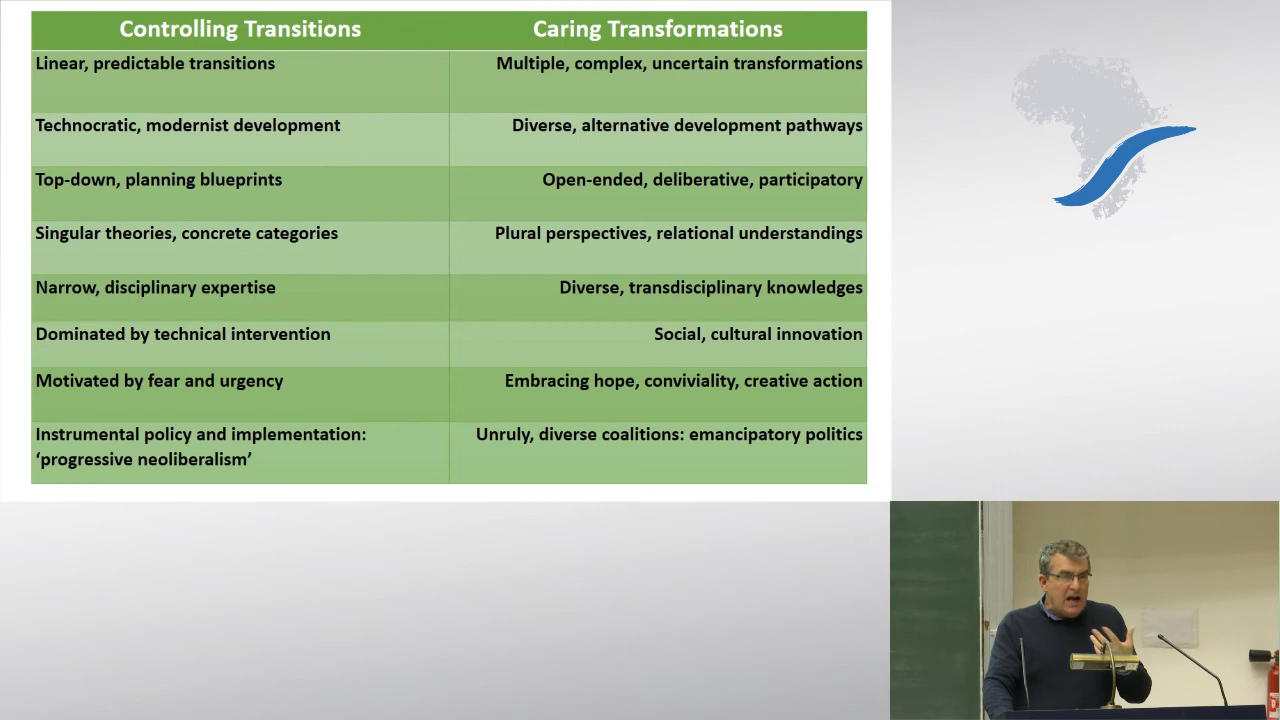 Controlling Transitions
Caring Transformations
Linear, predictable transitions
Multiple, complex, uncertain transformations
Technocratic, modernist development
Diverse, alternative development pathways
Top-down, planning blueprints
Open-ended, deliberative, participatory
Singular theories, concrete categories
Plural perspectives, relational understandings
Narrow, disciplinary expertise
Diverse, transdisciplinary knowledges
Dominated by technical intervention
Social, cultural innovation
Motivated by fear and urgency
Embracing hope, conviviality, creative action
Instrumental policy and implementation:
‘progressive neoliberalism’
Unruly, diverse coalitions: emancipatory politics